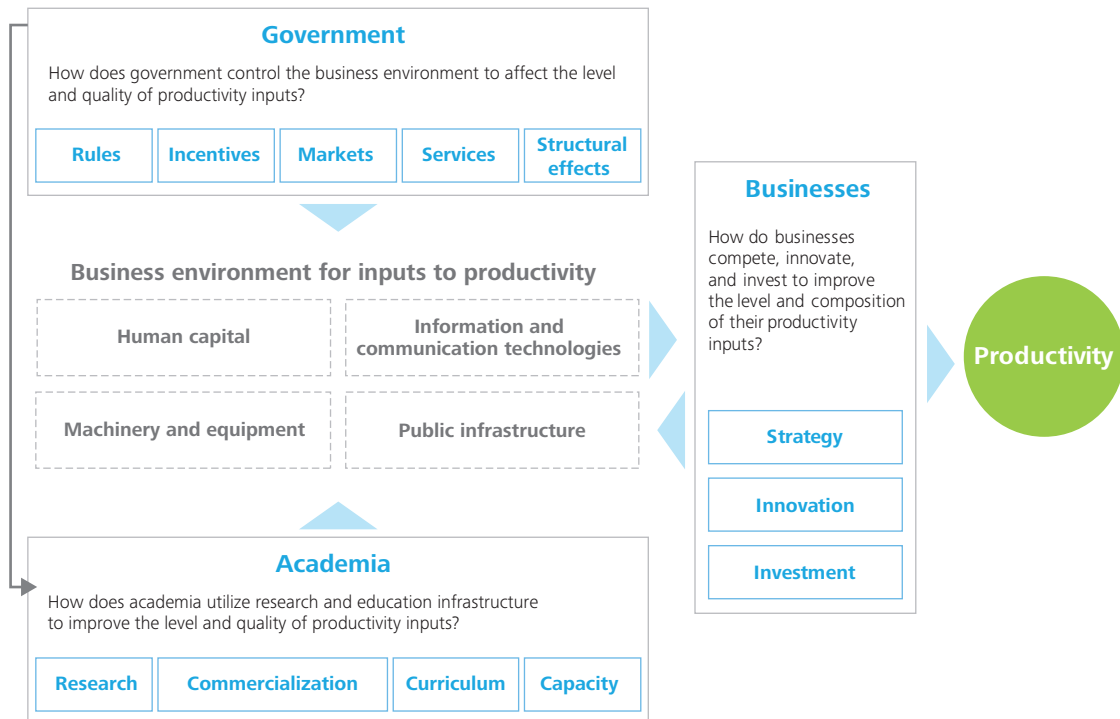 Government
How does government control the business environment to affect the level
and quality of productivity inputs?
Rules
Incentives
Markets
Services
Structural
effects
Business environment for inputs to productivity
Human capital
Information and
communication technologies
Machinery and equipment
Public infrastructure
Academia
How does academia utilize research and education infrastructure
to improve the level and quality of productivity inputs?
Research
Commercialization
Curriculum
Capacity
Businesses
How do businesses
compete, innovate,
and invest to improve
the level and composition
of their productivity
inputs?
Strategy
Innovation
Investment
Productivity